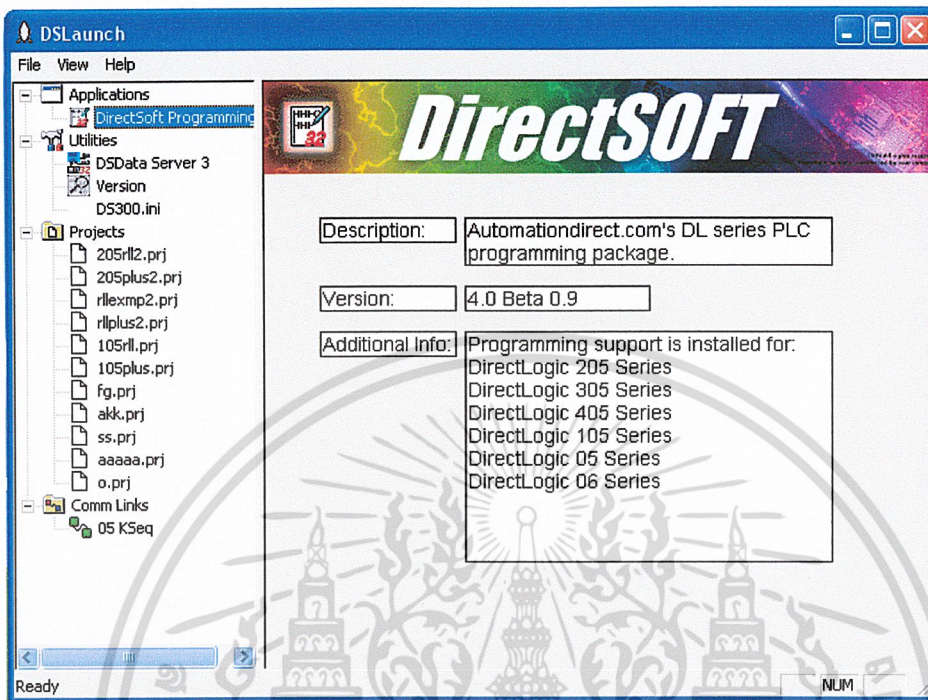 DSLaunch
File View Help
Applications
DirectSoft Programming
Utilities
DSData Server 3
Version
DS300.ini
Projects
205rll2.prj
205plus2.prj
rllexmp2.prj
rllplus2.prj
105rll.prj
105plus.prj
fg.prj
akk.prj
ss.prj
aaaaa.prj
o.prj
Comm Links
05 KSeq
32
DirectSOFT
Description: Automationdirect.com's DL series PLC
programming package.
Version: 4.0 Beta 0.9
Additional Info: Programming support is installed for:
DirectLogic 205 Series
DirectLogic 305 Series
DirectLogic 405 Series
DirectLogic 105 Series
DirectLogic 05 Series
DirectLogic 06 Series
Ready
NUM